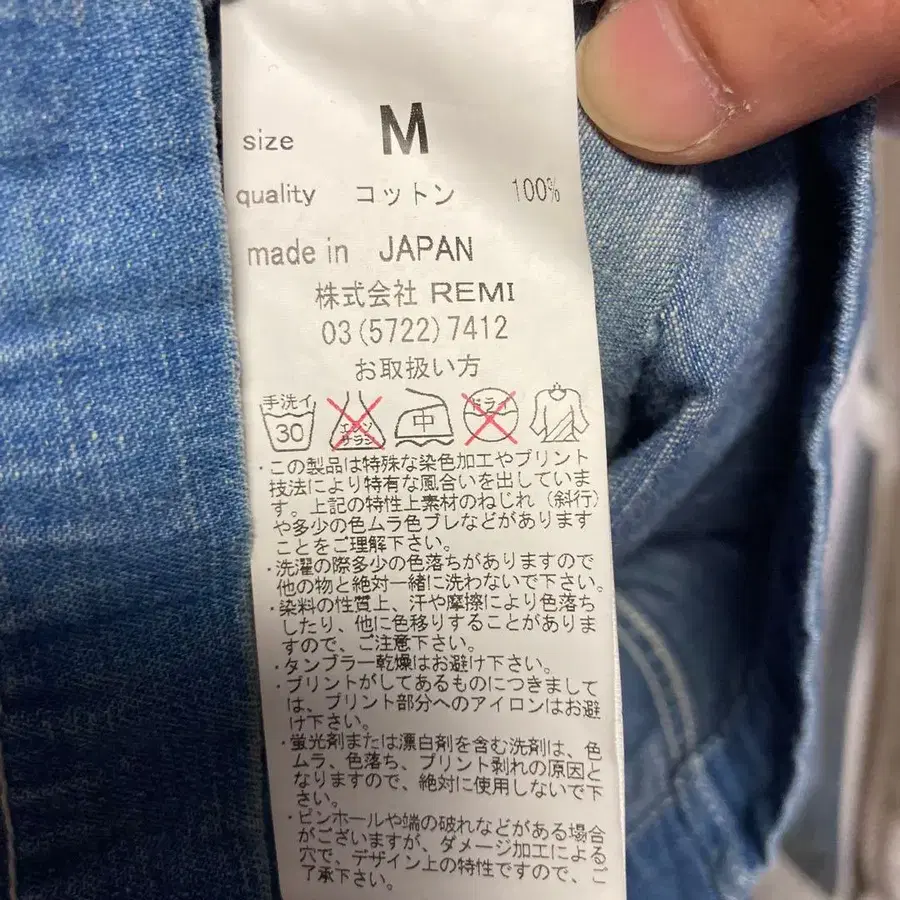 size M
quality コットン 100%
made in JAPAN
株式会社 REMI
03(5722)7412
お取扱い方
手洗イ 30 エンソ サラシ 中 ドライ
・この製品は特殊な染色加工やプリント
技法により特有な風合いを出していま
す。上記の特性上素材のねじれ（斜行）
や多少の色ムラ色ブレなどがあります
ことをご理解下さい。
・洗濯の際多少の色落ちがありますので
他の物と絶対一緒に洗わないで下さい。
・染料の性質上、汗や摩擦により色落ち
したり、他に色移りすることがありま
すので、ご注意下さい。
・タンブラー乾燥はお避け下さい。
・プリントがしてあるものにつきまして
は、プリント部分へのアイロンはお避
け下さい。
・蛍光剤または漂白剤を含む洗剤は、色
ムラ、色落ち、プリント剥れの原因と
なりますので、絶対に使用しないで下
さい。
・ピンホールや端の破れなどがある場合
がございますが、ダメージ加工による
穴で、デザイン上の特性ですので、ご
了承下さい。